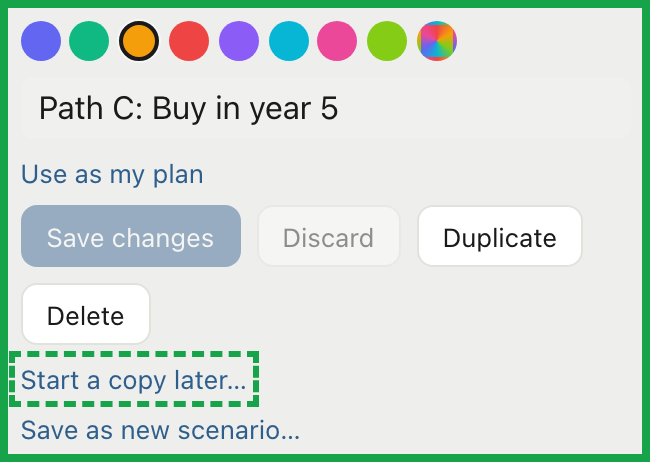 Path C: Buy in year 5
Use as my plan
Save changes Discard Duplicate
Delete
Start a copy later...
Save as new scenario...